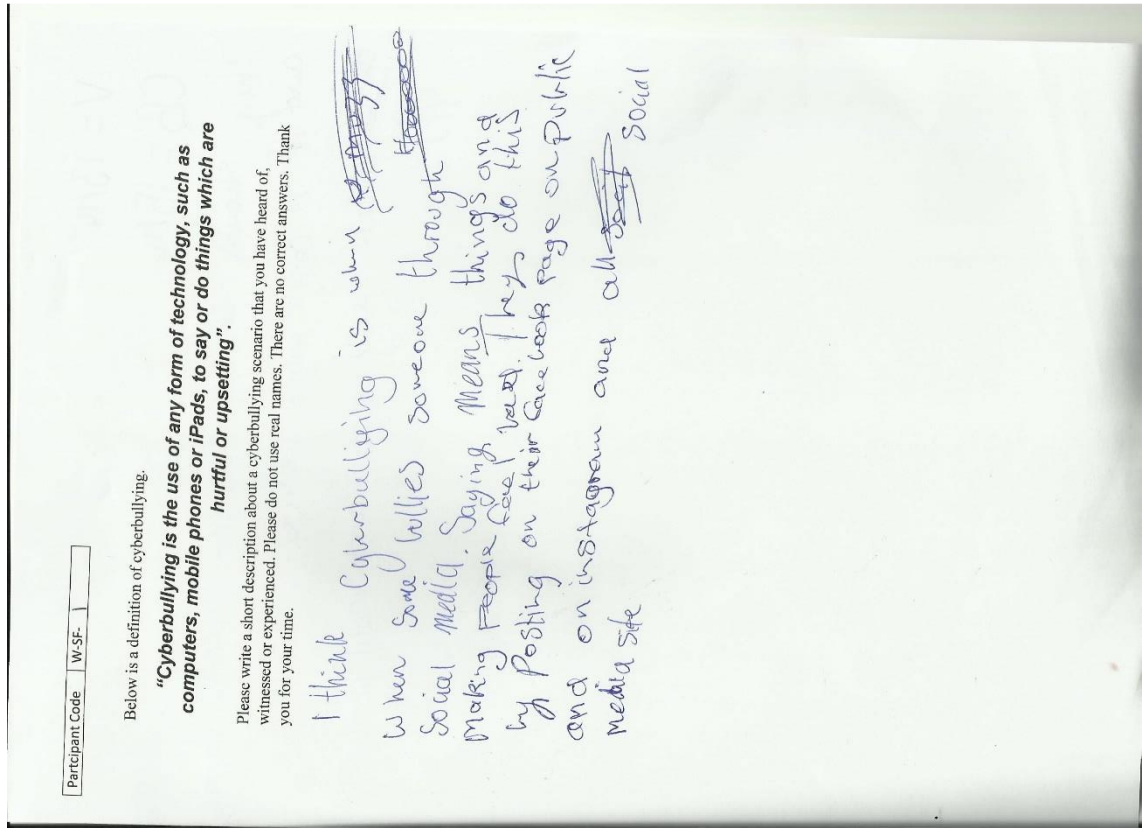 Partcipant Code W-SF- 1
Below is a definition of cyberbullying.
“Cyberbullying is the use of any form of technology, such as
computers, mobile phones or iPads, to say or do things which are
hurtful or upsetting”.
Please write a short description about a cyberbullying scenario that you have heard of,
witnessed or experienced. Please do not use real names. There are no correct answers. Thank
you for your time.
I think Cyberbullying is when
when some bullies someone through
social media. Saying means things and
making people feel bad. They do this
by Posting on their facebook page on public
and on instagram and all social
media site